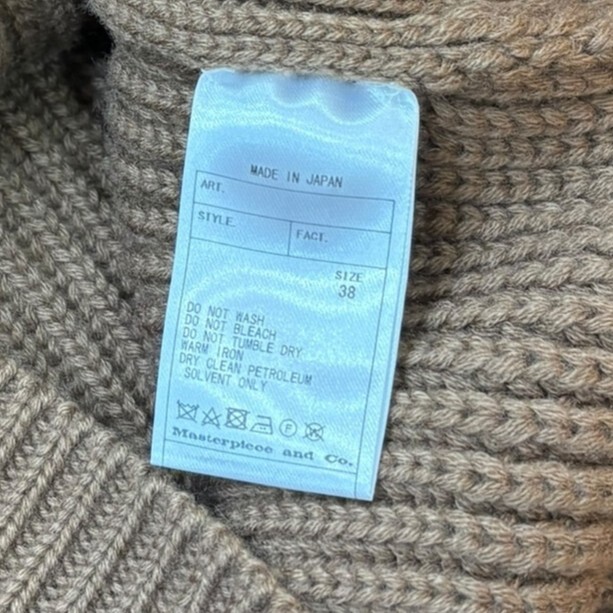 MADE IN JAPAN
ART.
STYLE.
FACT.
SIZE
38
DO NOT WASH
DO NOT BLEACH
DO NOT TUMBLE DRY
WARM IRON
DRY CLEAN PETROLEUM
SOLVENT ONLY
Masterpiece and Co.